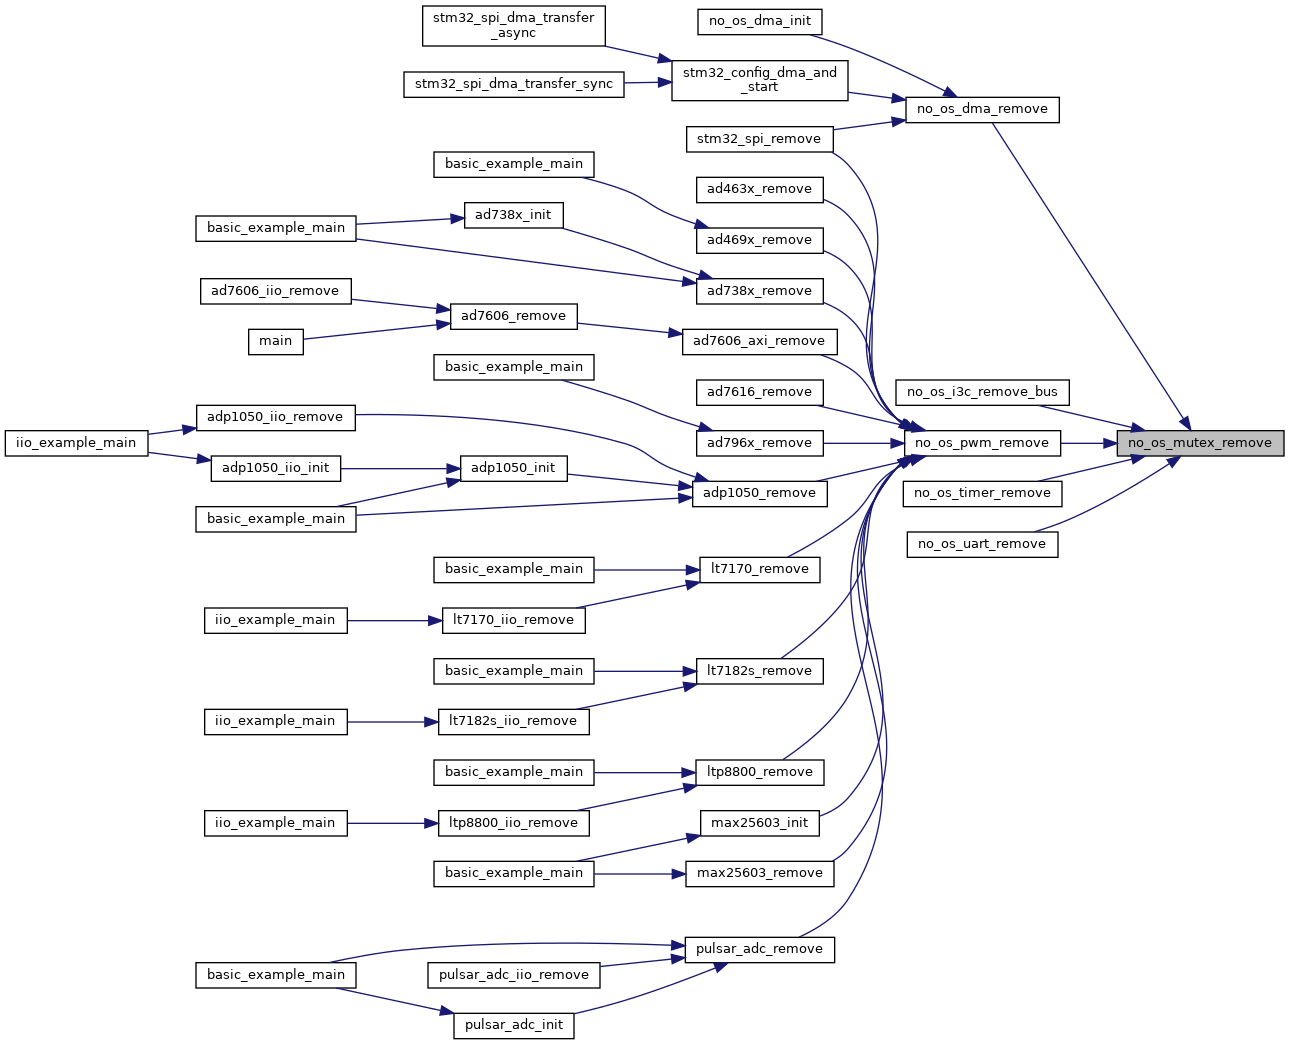 stm32_spi_dma_transfer
_async
no_os_dma_init
stm32_config_dma_and
_start
stm32_spi_dma_transfer_sync
no_os_dma_remove
stm32_spi_remove
basic_example_main
ad463x_remove
ad738x_init
basic_example_main
ad469x_remove
ad7606_iio_remove
ad738x_remove
ad7606_remove
main
ad7606_axi_remove
basic_example_main
ad7616_remove
no_os_i3c_remove_bus
adp1050_iio_remove
iio_example_main
ad796x_remove
no_os_pwm_remove
no_os_mutex_remove
adp1050_iio_init
adp1050_init
adp1050_remove
no_os_timer_remove
basic_example_main
no_os_uart_remove
basic_example_main
lt7170_remove
iio_example_main
lt7170_iio_remove
basic_example_main
lt7182s_remove
iio_example_main
lt7182s_iio_remove
basic_example_main
ltp8800_remove
iio_example_main
ltp8800_iio_remove
max25603_init
basic_example_main
max25603_remove
pulsar_adc_remove
basic_example_main
pulsar_adc_iio_remove
pulsar_adc_init